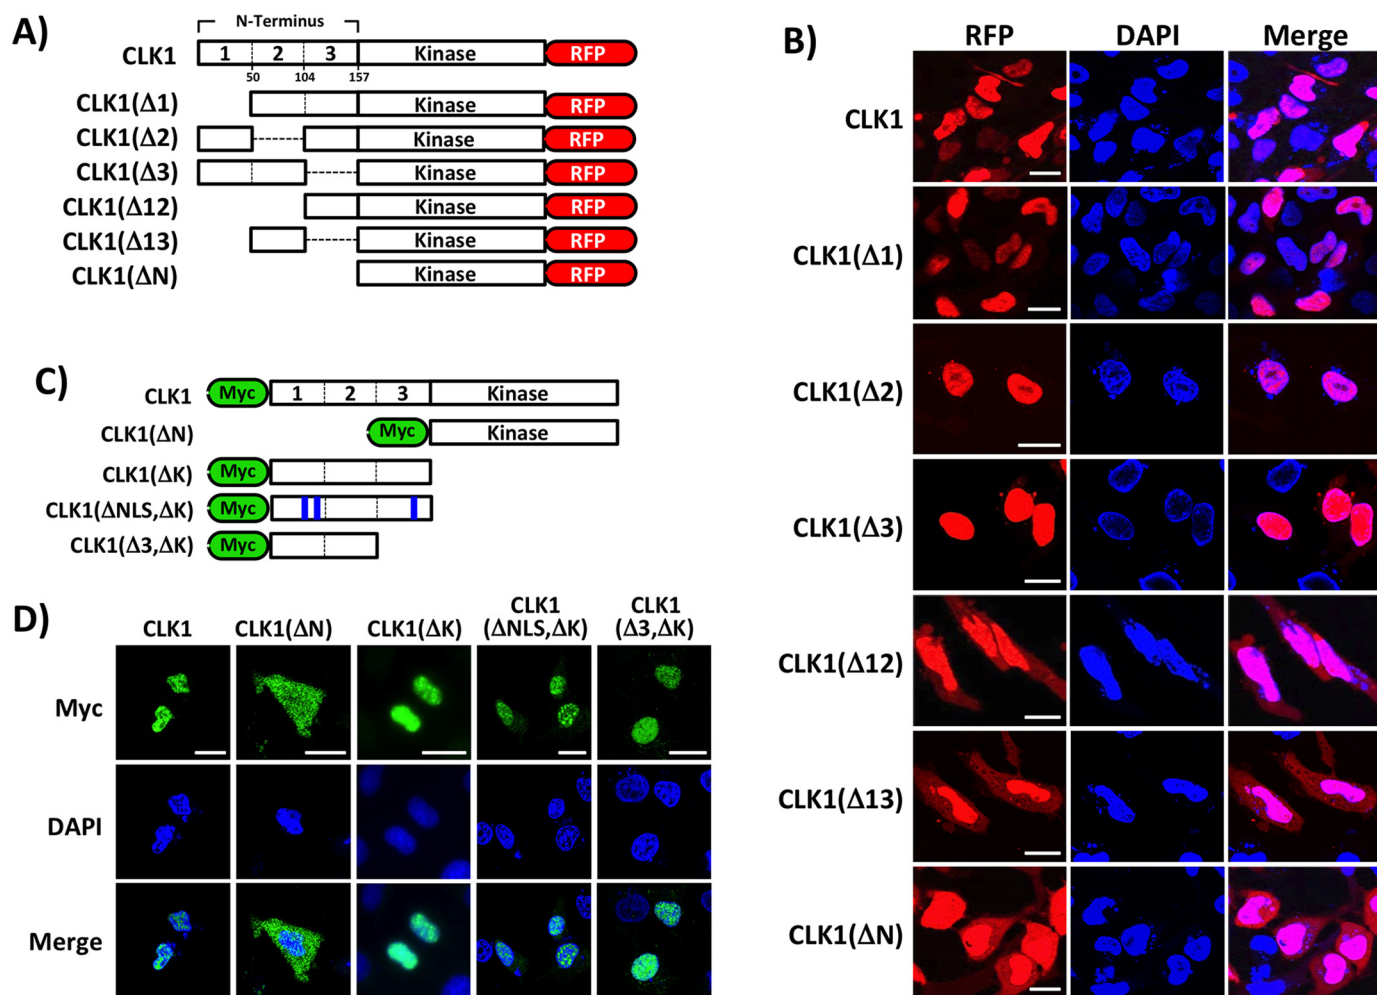 A)
N-Terminus
CLK1 1 2 3 Kinase RFP
50 104 157
CLK1(Δ1) Kinase RFP
CLK1(Δ2) Kinase RFP
CLK1(Δ3) Kinase RFP
CLK1(Δ12) Kinase RFP
CLK1(Δ13) Kinase RFP
CLK1(ΔN) Kinase RFP
B)
RFP DAPI Merge
CLK1
CLK1(Δ1)
CLK1(Δ2)
CLK1(Δ3)
CLK1(Δ12)
CLK1(Δ13)
CLK1(ΔN)
C)
CLK1 Myc 1 2 3 Kinase
CLK1(ΔN) Myc Kinase
CLK1(ΔK) Myc
CLK1(ΔNLS,ΔK) Myc
CLK1(Δ3,ΔK) Myc
D)
CLK1 CLK1(ΔN) CLK1(ΔK) CLK1 (ΔNLS,ΔK) CLK1 (Δ3,ΔK)
Myc
DAPI
Merge